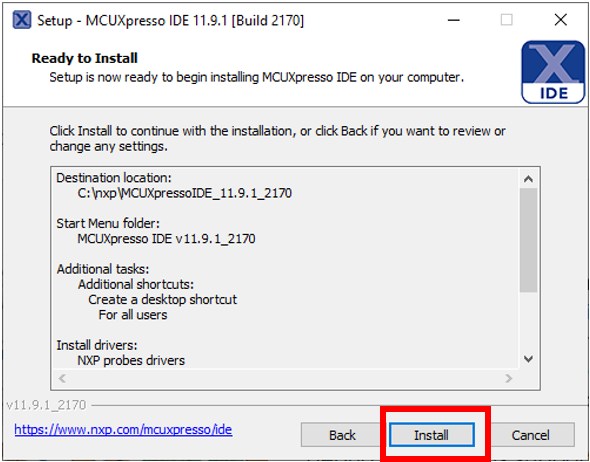 Setup - MCUXpresso IDE 11.9.1 [Build 2170]
Ready to Install
Setup is now ready to begin installing MCUXpresso IDE on your computer.
X
IDE
Click Install to continue with the installation, or click Back if you want to review or
change any settings.
Destination location:
C:\nxp\MCUXpressoIDE_11.9.1_2170
Start Menu folder:
MCUXpresso IDE v11.9.1_2170
Additional tasks:
Additional shortcuts:
Create a desktop shortcut
For all users
Install drivers:
NXP probes drivers
v11.9.1_2170
https://www.nxp.com/mcuxpresso/ide
Back
Install
Cancel